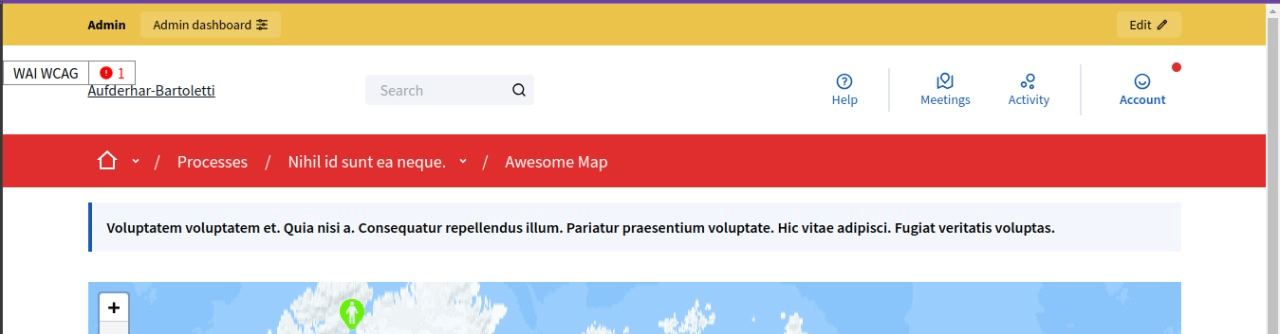 Admin
Admin dashboard
Edit
WAI WCAG
1
Aufderhar-Bartoletti
Search
Help
Meetings
Activity
Account
/ Processes / Nihil id sunt ea neque. / Awesome Map
Voluptatem voluptatem et. Quia nisi a. Consequatur repellendus illum. Pariatur praesentium voluptate. Hic vitae adipisci. Fugiat veritatis voluptas.
+